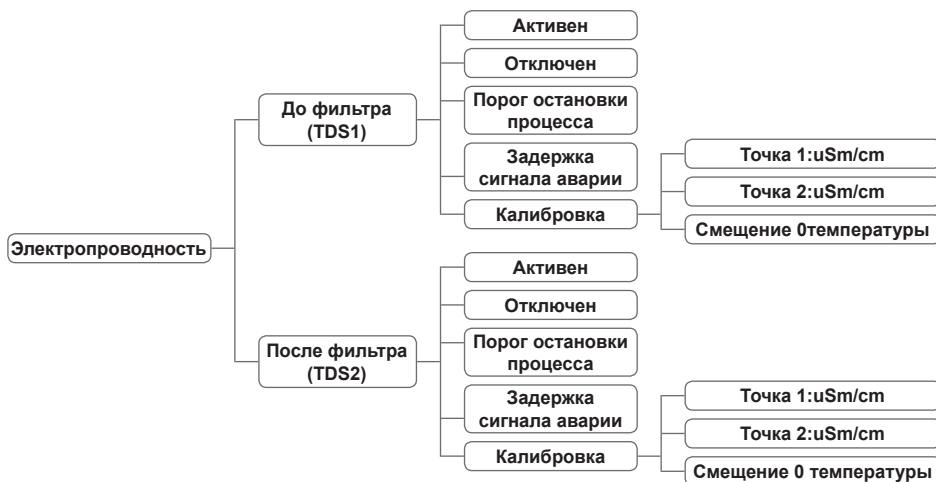 Электропроводность
До фильтра
(TDS1)
Активен
Отключен
Порог остановки
процесса
Задержка
сигнала аварии
Калибровка
Точка 1:uSm/cm
Точка 2:uSm/cm
Смещение 0температуры
После фильтра
(TDS2)
Активен
Отключен
Порог остановки
процесса
Задержка
сигнала аварии
Калибровка
Точка 1:uSm/cm
Точка 2:uSm/cm
Смещение 0 температуры